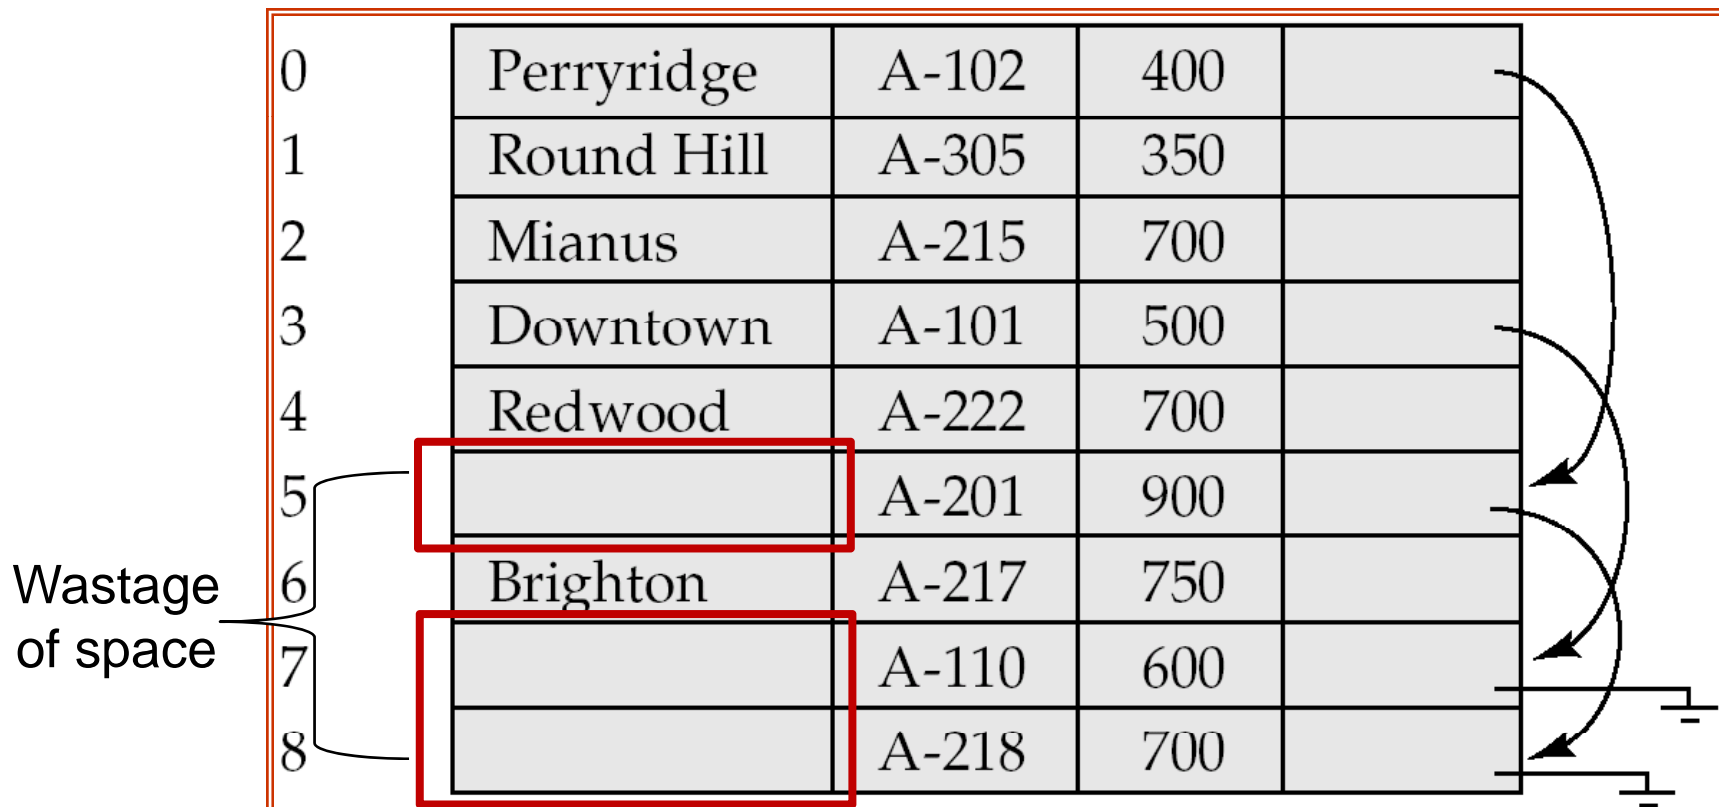 0 Perryridge A-102 400
1 Round Hill A-305 350
2 Mianus A-215 700
3 Downtown A-101 500
4 Redwood A-222 700
5 A-201 900
6 Brighton A-217 750
7 A-110 600
8 A-218 700
Wastage
of space